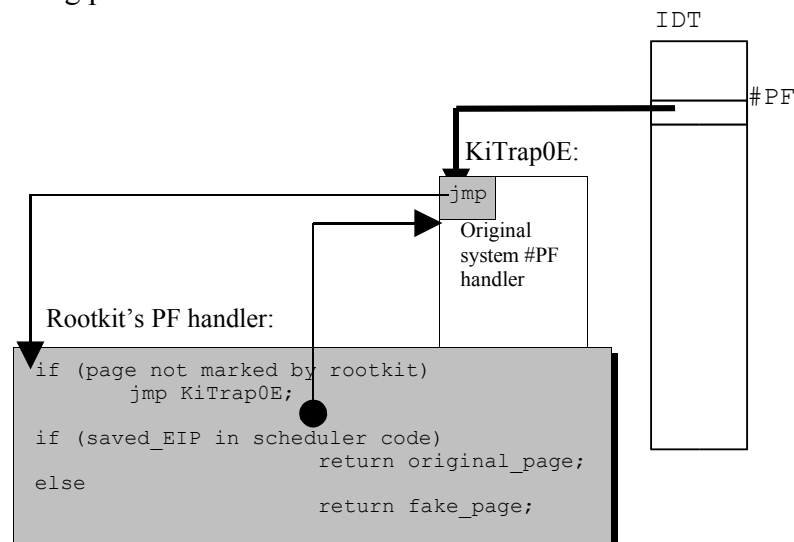 IDT
#PF
KiTrap0E:
jmp
Original
system #PF
handler
Rootkit's PF handler:
if (page not marked by rootkit)
jmp KiTrap0E;
if (saved_EIP in scheduler code)
return original_page;
else
return fake_page;